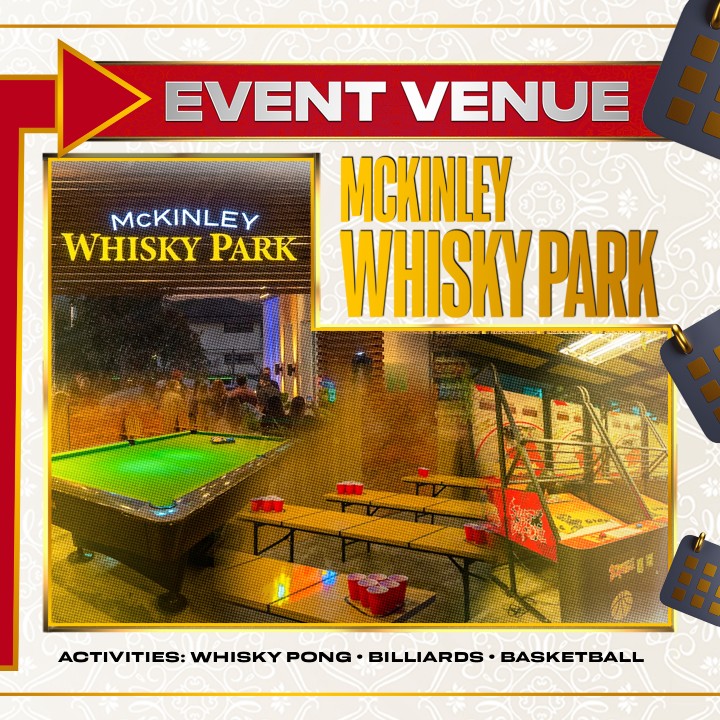 EVENT VENUE
MCKINLEY
WHISKY PARK
McKINLEY
WHISKY PARK
ACTIVITIES: WHISKY PONG • BILLIARDS • BASKETBALL